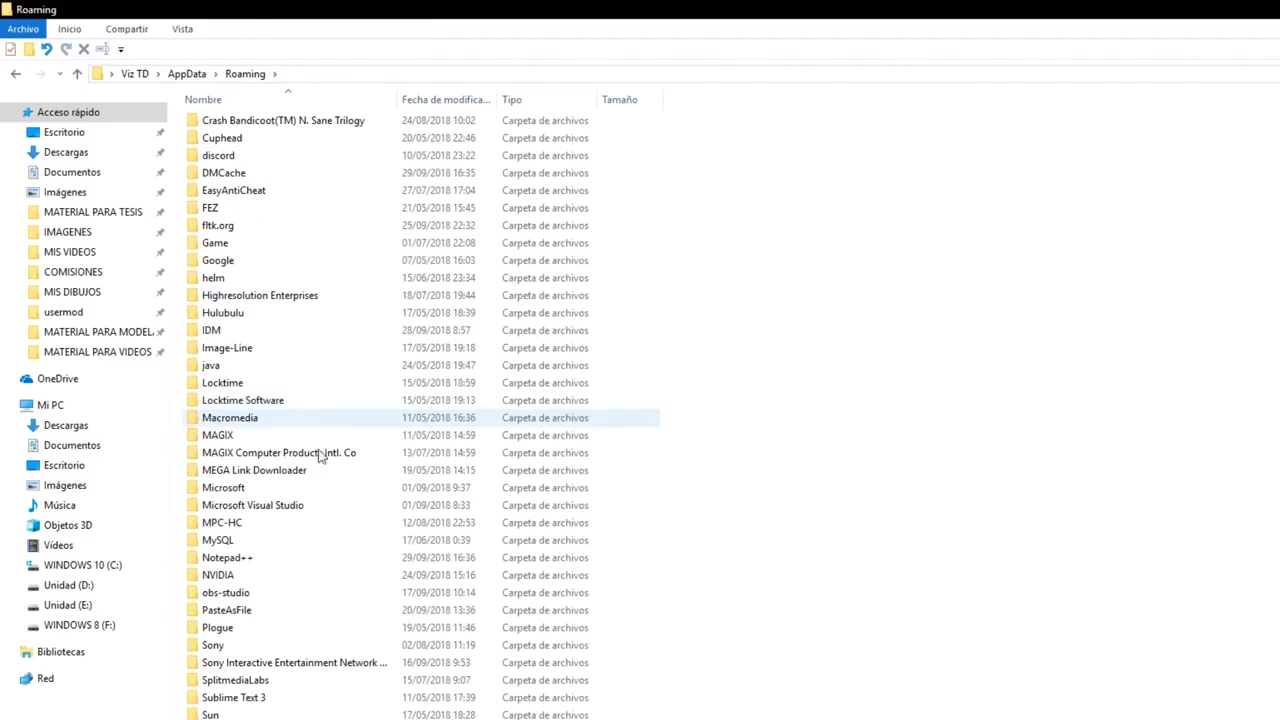 Roaming
Archivo Inicio Compartir Vista
Viz TD > AppData > Roaming >
Nombre Fecha de modifica... Tipo Tamaño
Acceso rápido
Escritorio
Descargas
Documentos
Imágenes
MATERIAL PARA TESIS
IMAGENES
MIS VIDEOS
COMISIONES
MIS DIBUJOS
usermod
MATERIAL PARA MODEL
MATERIAL PARA VIDEOS
OneDrive
Mi PC
Descargas
Documentos
Escritorio
Imágenes
Música
Objetos 3D
Vídeos
WINDOWS 10 (C:)
Unidad (D:)
Unidad (E:)
WINDOWS 8 (F:)
Bibliotecas
Red
Crash Bandicoot(TM) N. Sane Trilogy 24/08/2018 10:02 Carpeta de archivos
Cuphead 20/05/2018 22:46 Carpeta de archivos
discord 10/05/2018 23:22 Carpeta de archivos
DMCache 29/09/2018 16:35 Carpeta de archivos
EasyAntiCheat 27/07/2018 17:04 Carpeta de archivos
FEZ 21/05/2018 15:45 Carpeta de archivos
fltk.org 25/09/2018 22:32 Carpeta de archivos
Game 01/07/2018 22:08 Carpeta de archivos
Google 07/05/2018 16:03 Carpeta de archivos
helm 15/06/2018 23:34 Carpeta de archivos
Highresolution Enterprises 18/07/2018 19:44 Carpeta de archivos
Hulubulu 17/05/2018 18:39 Carpeta de archivos
IDM 28/09/2018 8:57 Carpeta de archivos
Image-Line 17/05/2018 19:18 Carpeta de archivos
java 24/05/2018 19:47 Carpeta de archivos
Locktime 15/05/2018 18:59 Carpeta de archivos
Locktime Software 15/05/2018 19:13 Carpeta de archivos
Macromedia 11/05/2018 16:36 Carpeta de archivos
MAGIX 11/05/2018 14:59 Carpeta de archivos
MAGIX Computer Products Intl. Co 13/07/2018 14:59 Carpeta de archivos
MEGA Link Downloader 19/05/2018 14:15 Carpeta de archivos
Microsoft 01/09/2018 9:37 Carpeta de archivos
Microsoft Visual Studio 01/09/2018 8:33 Carpeta de archivos
MPC-HC 12/08/2018 22:53 Carpeta de archivos
MySQL 17/06/2018 0:39 Carpeta de archivos
Notepad++ 29/09/2018 16:36 Carpeta de archivos
NVIDIA 24/09/2018 15:16 Carpeta de archivos
obs-studio 17/09/2018 10:14 Carpeta de archivos
PasteAsFile 20/09/2018 13:36 Carpeta de archivos
Plogue 19/05/2018 11:46 Carpeta de archivos
Sony 02/08/2018 11:19 Carpeta de archivos
Sony Interactive Entertainment Network ... 16/09/2018 9:53 Carpeta de archivos
SplitmediaLabs 15/07/2018 9:07 Carpeta de archivos
Sublime Text 3 11/05/2018 17:39 Carpeta de archivos
Sun 17/05/2018 18:28 Carpeta de archivos